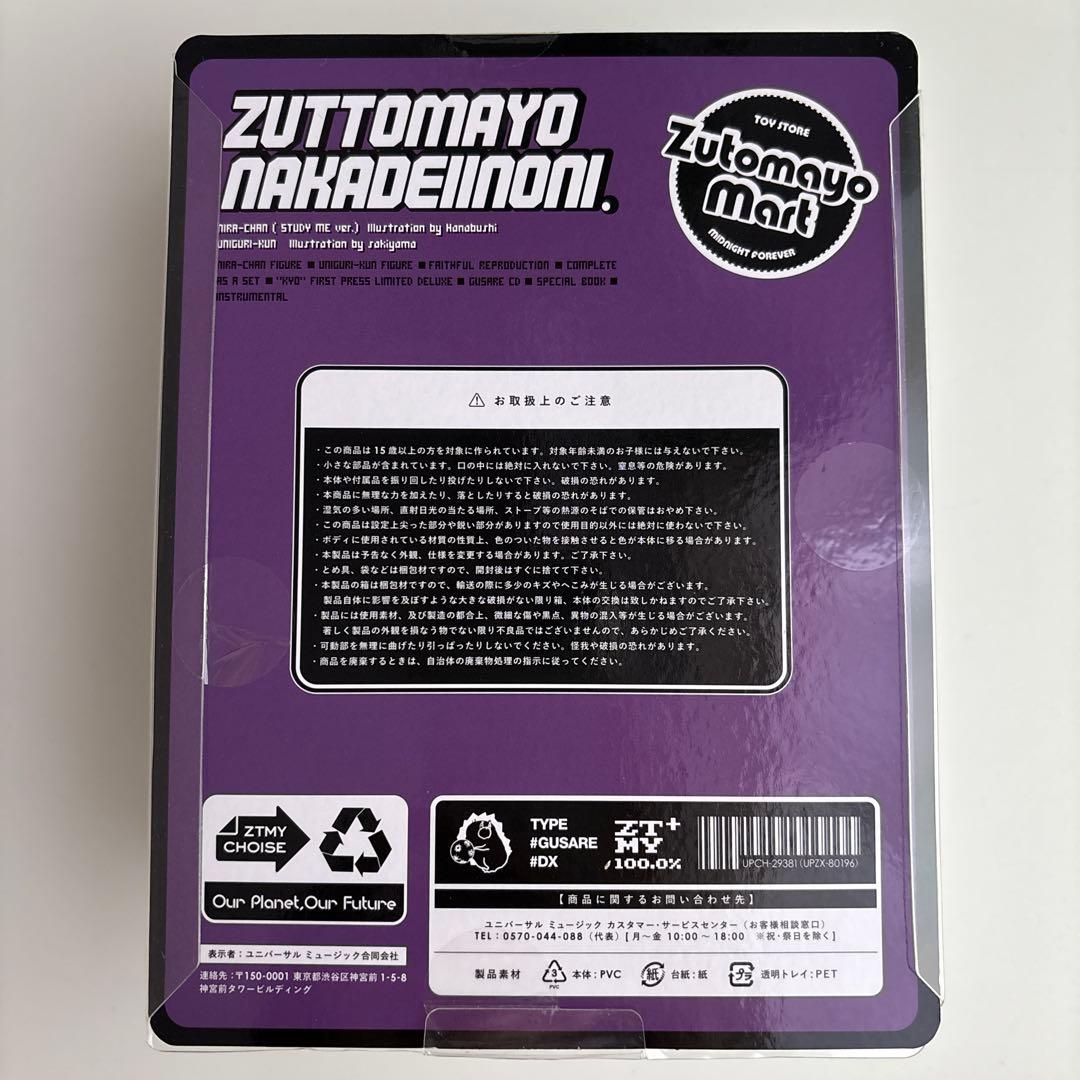 ZUTTOMAYO
NAKADEIINONI.
TOY STORE
Zutomayo
Mart
MIDNIGHT FOREVER
NIRA-CHAN ( STUDY ME ver.) Illustration by Hanabushi
UNIGURI-KUN Illustration by sakiyama
NIRA-CHAN FIGURE ■ UNIGURI-KUN FIGURE ■ FAITHFUL REPRODUCTION ■ COMPLETE
AS A SET ■ "KYO" FIRST PRESS LIMITED DELUXE ■ GUSARE CD ■ SPECIAL BOOK ■
INSTRUMENTAL
⚠ お取扱上のご注意
・この商品は15歳以上の方を対象に作られています。対象年齢未満のお子様には与えないで下さい。
・小さな部品が含まれています。口の中には絶対に入れないで下さい。窒息等の危険があります。
・本体や付属品を振り回したり投げたりしないで下さい。破損の恐れがあります。
・本商品に無理な力を加えたり、落としたりすると破損の恐れがあります。
・湿気の多い場所、直射日光の当たる場所、ストーブ等の熱源のそばでの保管はおやめ下さい。
・この商品は設定上尖った部分や鋭い部分がありますので使用目的以外には絶対に使わないで下さい。
・ボディに使用されている材質の性質上、色のついた物を接触させると色が本体に移る場合があります。
・本製品は予告なく外観、仕様を変更する場合があります。ご了承下さい。
・とめ具、袋などは梱包材ですので、開封後はすぐに捨てて下さい。
・本製品の箱は梱包材ですので、輸送の際に多少のキズやへこみが生じる場合がございます。
製品自体に影響を及ぼすような大きな破損がない限り箱、本体の交換は致しかねますのでご了承下さい。
・製品には使用素材、及び製造の都合上、微細な傷や黒点、異物の混入等が生じる場合がございます。
著しく製品の外観を損なう物でない限り不良品ではございませんので、あらかじめご了承ください。
・可動部を無理に曲げたり引っぱったりしないでください。怪我や破損の恐れがあります。
・商品を廃棄するときは、自治体の廃棄物処理の指示に従ってください。
ZTMY
CHOISE
Our Planet,Our Future
表示者：ユニバーサル ミュージック合同会社
連絡先：〒150-0001 東京都渋谷区神宮前 1-5-8
神宮前タワービルディング
TYPE
#GUSARE
#DX
ZT+
MY
/100.0%
UPCH-29381 (UPZX-80196)
【商品に関するお問い合わせ先】
ユニバーサル ミュージック カスタマー・サービスセンター（お客様相談窓口）
TEL：0570-044-088（代表）[月〜金 10:00 〜 18:00 ※祝・祭日を除く]
製品素材 3 PVC 本体：PVC 紙 台紙：紙 プラ 透明トレイ：PET